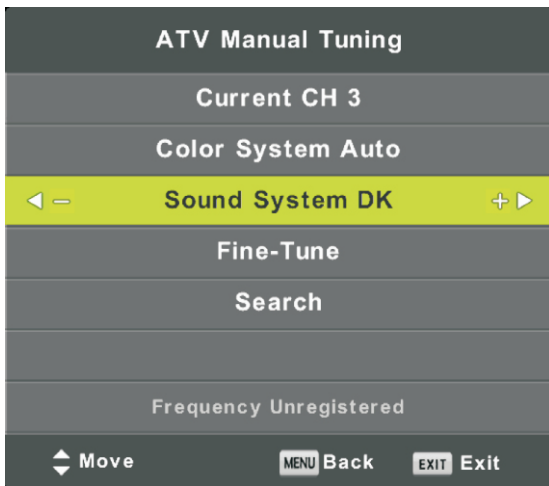 ATV Manual Tuning
Current CH 3
Color System Auto
Sound System DK
Fine-Tune
Search
Frequency Unregistered
Move MENU Back EXIT Exit